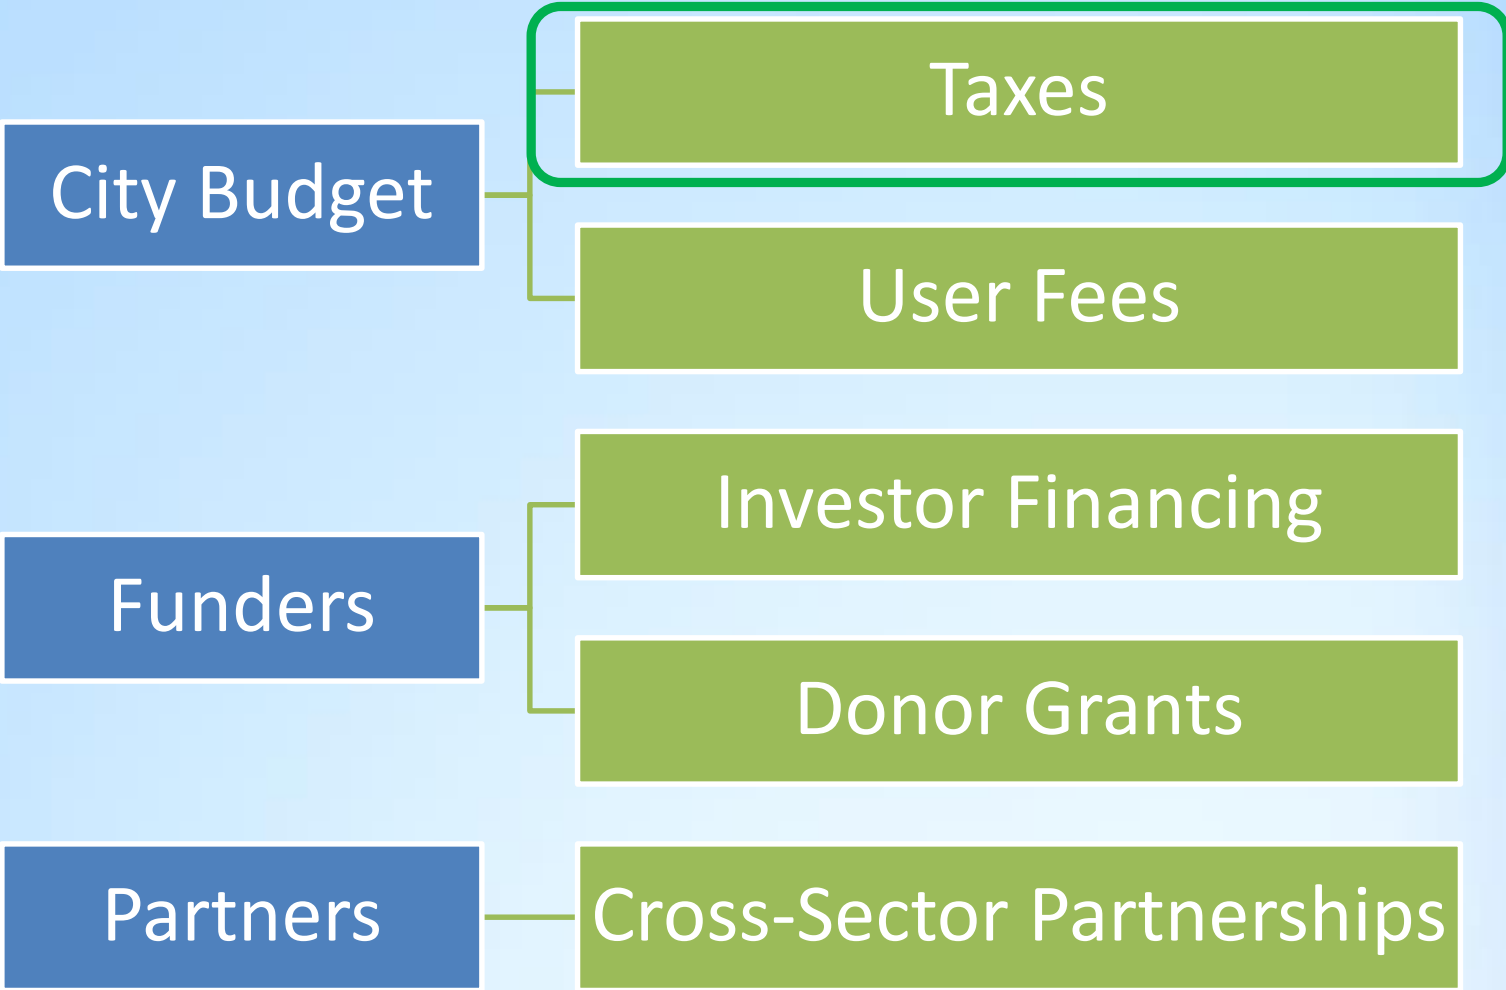 City Budget
Taxes
User Fees
Funders
Investor Financing
Donor Grants
Partners
Cross-Sector Partnerships